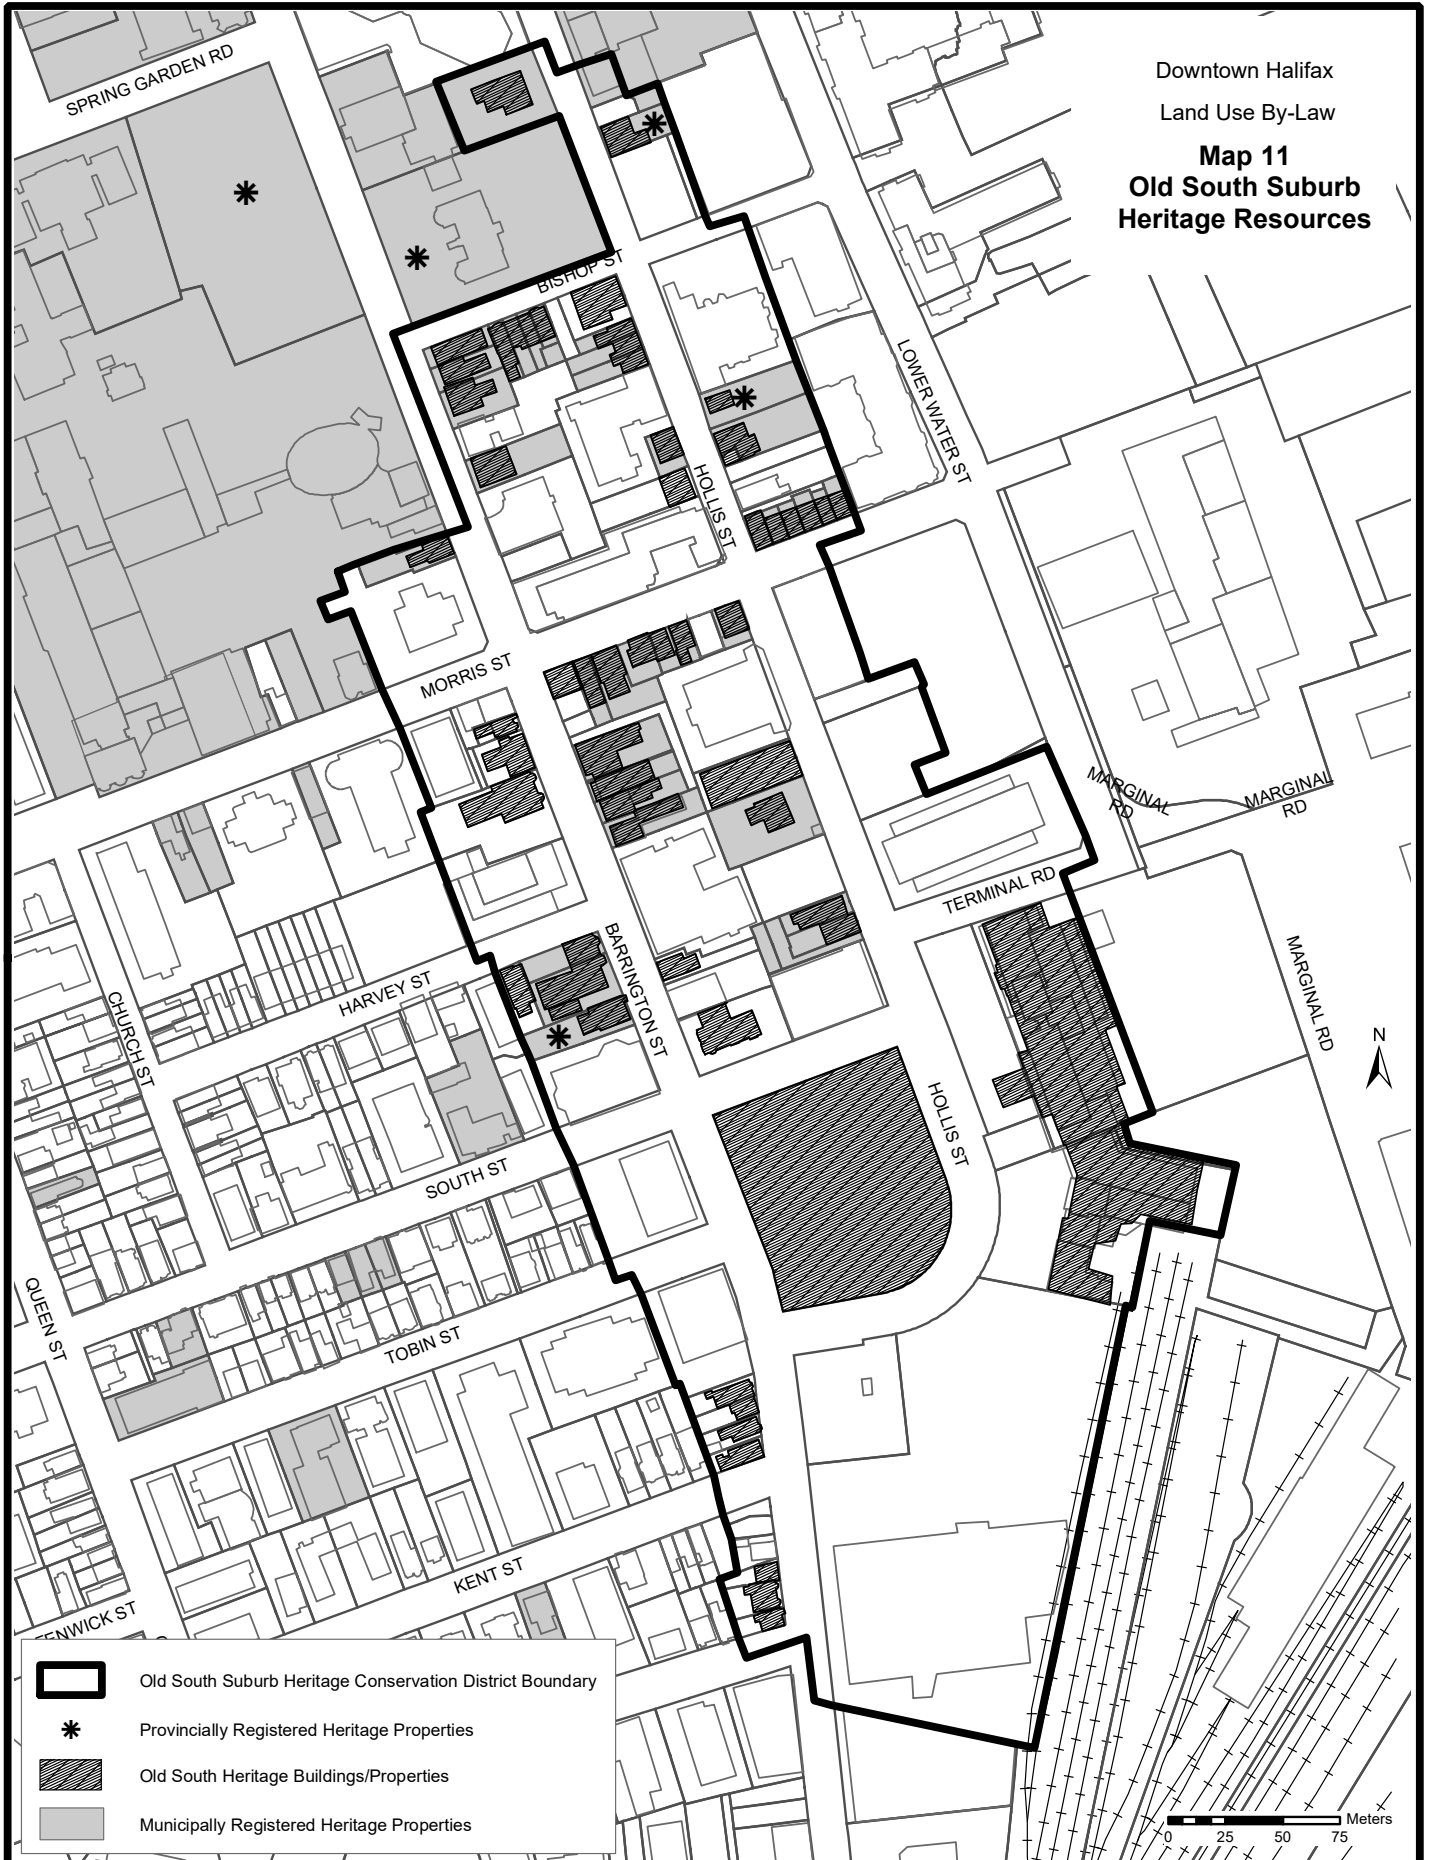 Downtown Halifax
Land Use By-Law
Map 11
Old South Suburb
Heritage Resources
SPRING GARDEN RD
BISHOP ST
LOWER WATER ST
HOLLIS ST
MORRIS ST
MARGINAL
RD
MARGINAL
RD
TERMINAL RD
BARRINGTON ST
MARGINAL RD
HARVEY ST
CHURCH ST
N
HOLLIS ST
SOUTH ST
QUEEN ST
TOBIN ST
KENT ST
ENWICK ST
Old South Suburb Heritage Conservation District Boundary
Provincially Registered Heritage Properties
Old South Heritage Buildings/Properties
Municipally Registered Heritage Properties
Meters
0 25 50 75